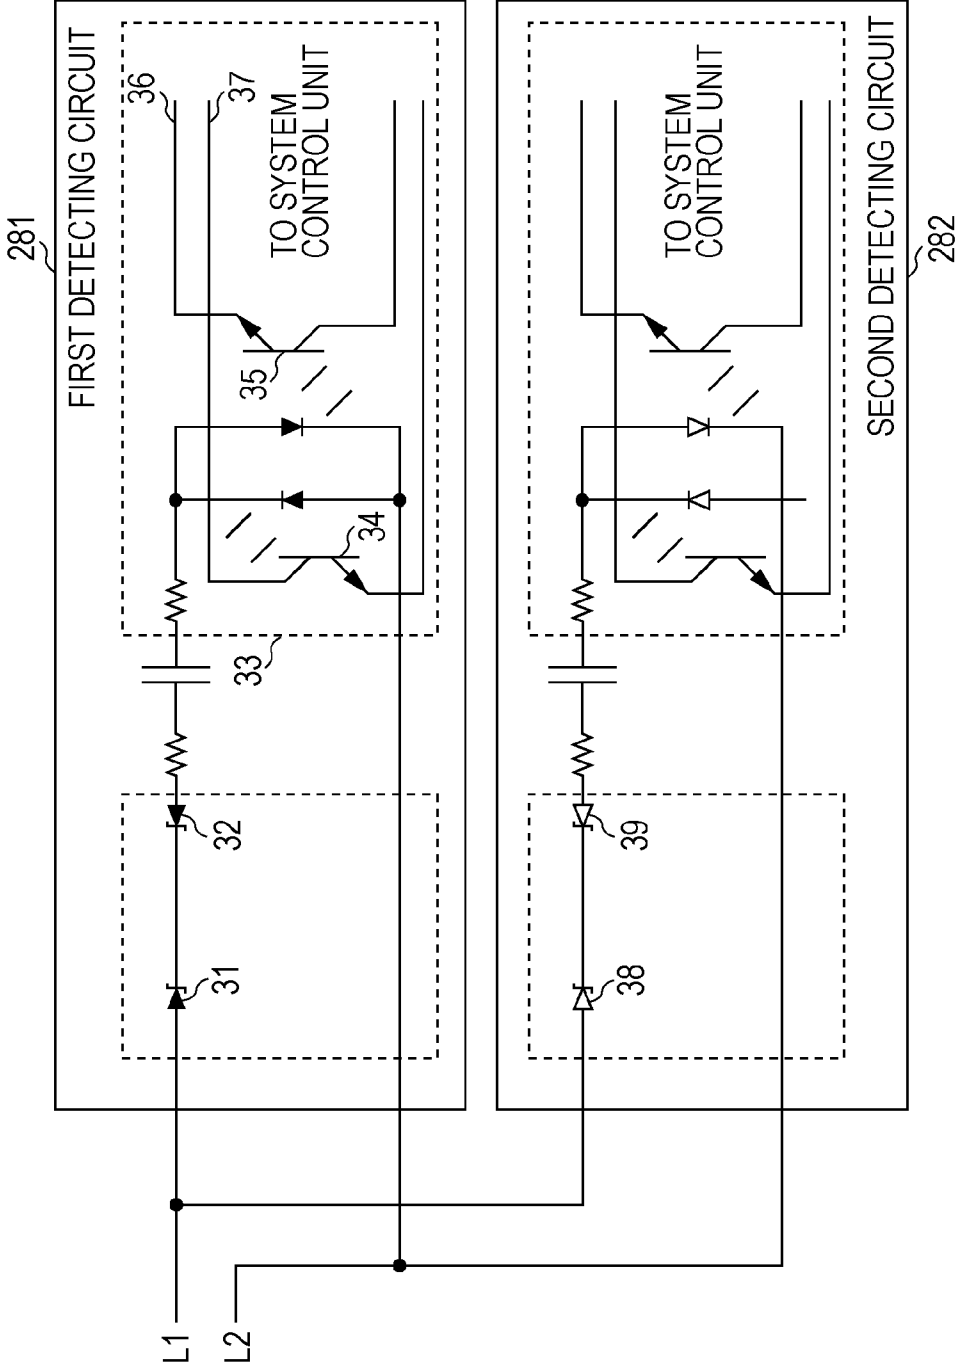 281
FIRST DETECTING CIRCUIT
36
37
TO SYSTEM
CONTROL UNIT
35
34
33
32
31
L1
L2
TO SYSTEM
CONTROL UNIT
39
38
SECOND DETECTING CIRCUIT
282